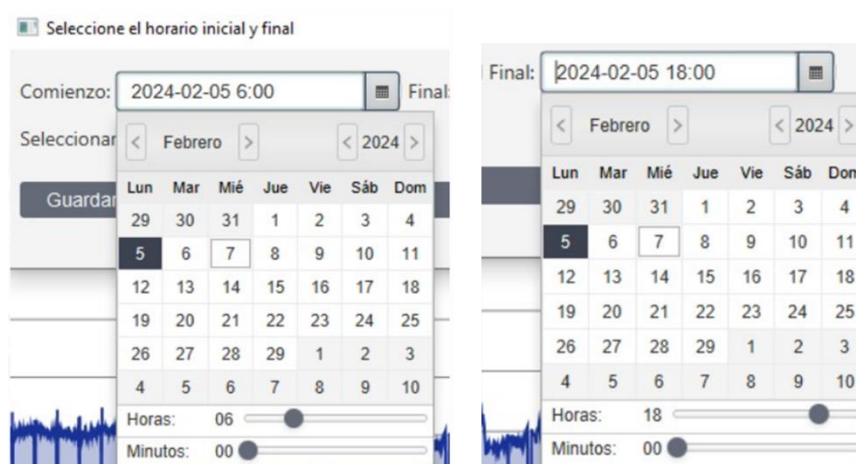 Seleccione el horario inicial y final
Comienzo: 2024-02-05 6:00 Final:
Seleccionar < Febrero > < 2024 >
Guardar
Lun Mar Mié Jue Vie Sáb Dom
29 30 31 1 2 3 4
5 6 7 8 9 10 11
12 13 14 15 16 17 18
19 20 21 22 23 24 25
26 27 28 29 1 2 3
4 5 6 7 8 9 10
Horas: 06
Minutos: 00
Final: 2024-02-05 18:00
< Febrero > < 2024 >
Lun Mar Mié Jue Vie Sáb Dom
29 30 31 1 2 3 4
5 6 7 8 9 10 11
12 13 14 15 16 17 18
19 20 21 22 23 24 25
26 27 28 29 1 2 3
4 5 6 7 8 9 10
Horas: 18
Minutos: 00